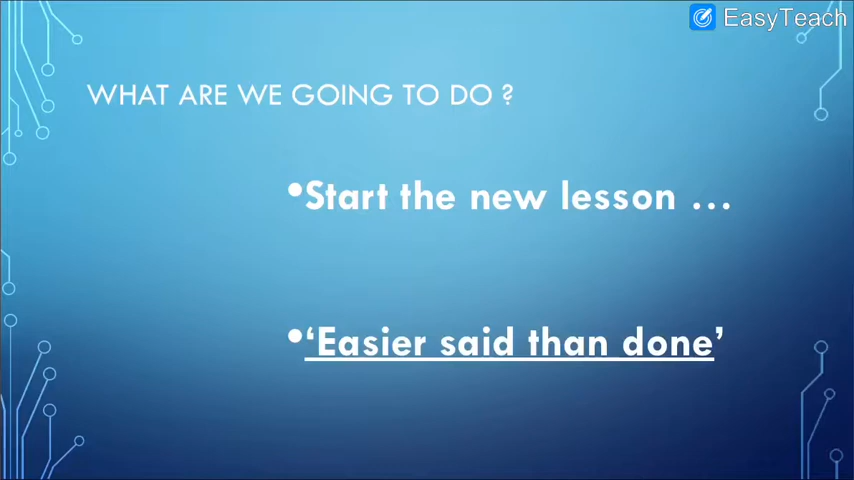 EasyTeach
WHAT ARE WE GOING TO DO ?
•Start the new lesson ...
•‘Easier said than done’